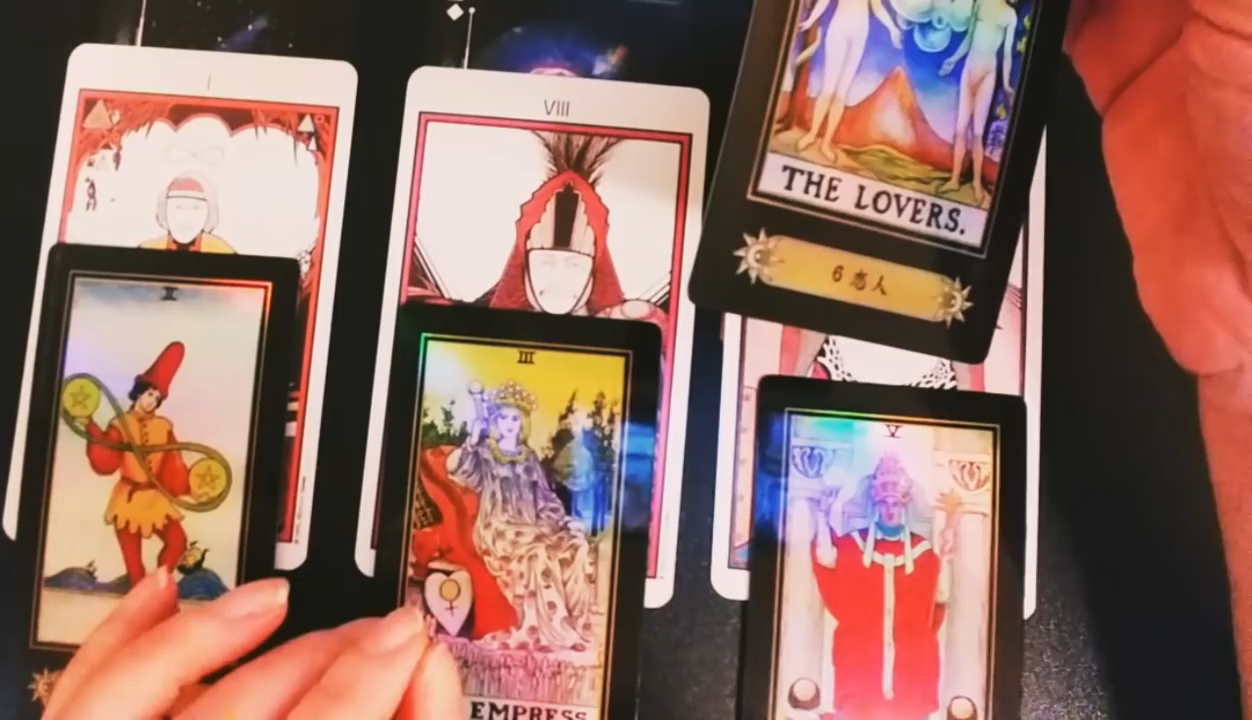 I
VIII
THE LOVERS.
6 恋人
II
III
V
EMPRESS